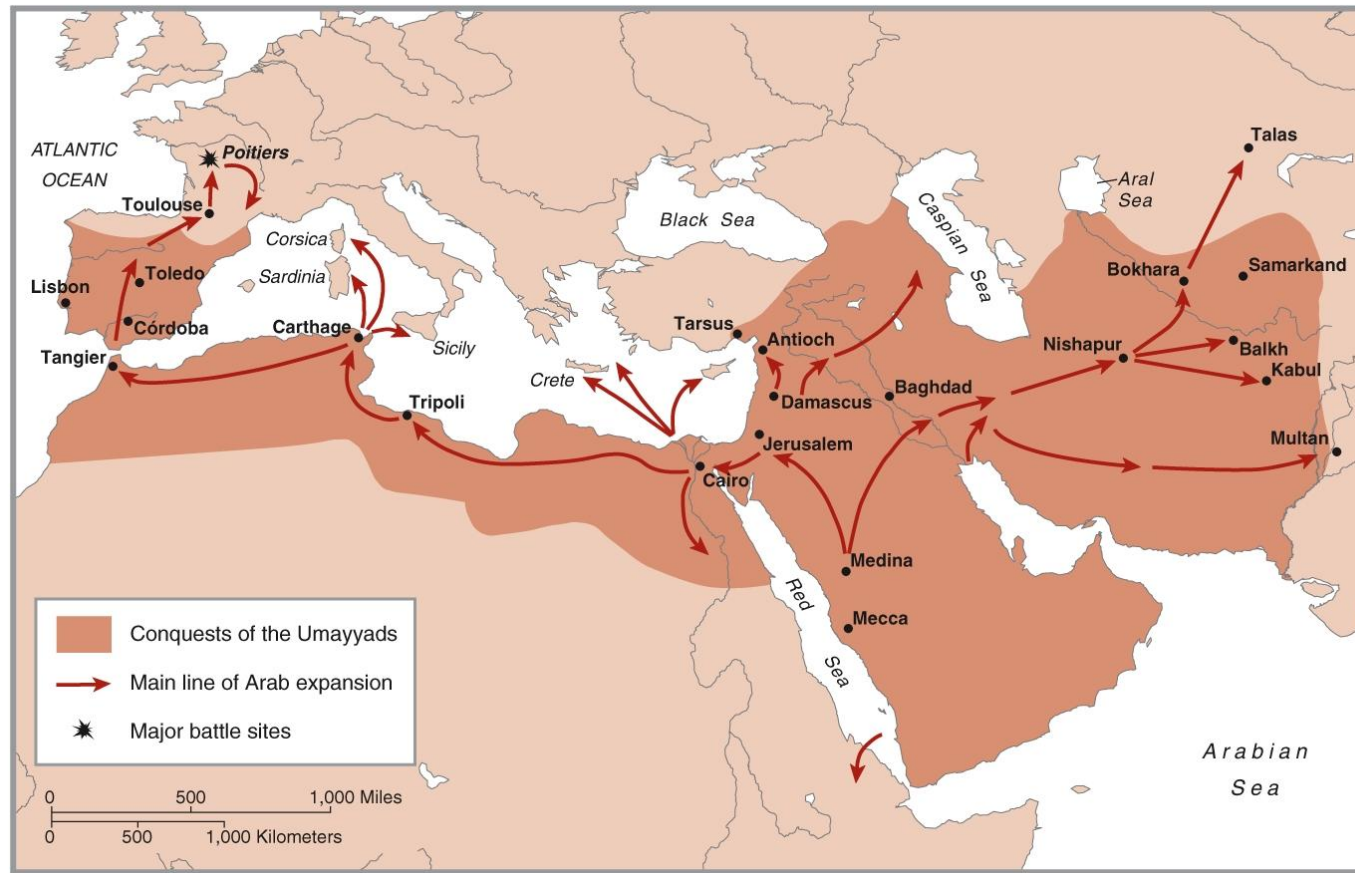 ATLANTIC
OCEAN
Poitiers
Toulouse
Corsica
Sardinia
Toledo
Lisbon
Córdoba
Carthage
Sicily
Tangier
Tripoli
Crete
Black Sea
Caspian Sea
Aral
Sea
Talas
Bokhara
Samarkand
Tarsus
Antioch
Nishapur
Balkh
Kabul
Baghdad
Damascus
Jerusalem
Multan
Cairo
Medina
Mecca
Red
Sea
Arabian
Sea
Conquests of the Umayyads
Main line of Arab expansion
Major battle sites
0 500 1,000 Miles
0 500 1,000 Kilometers